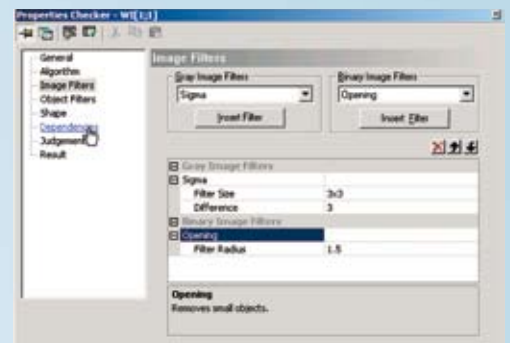 Properties Checker - WI[1;1]
General
Algorithm
Image Filters
Object Filters
Shape
Dependencies
Judgement
Result
Image Filters
Gray Image Filters
Sigma
Insert Filter
Binary Image Filters
Opening
Insert Filter
Gray Image Filters
Sigma
Filter Size 3x3
Difference 3
Binary Image Filters
Opening
Filter Radius 1.5
Opening
Removes small objects.